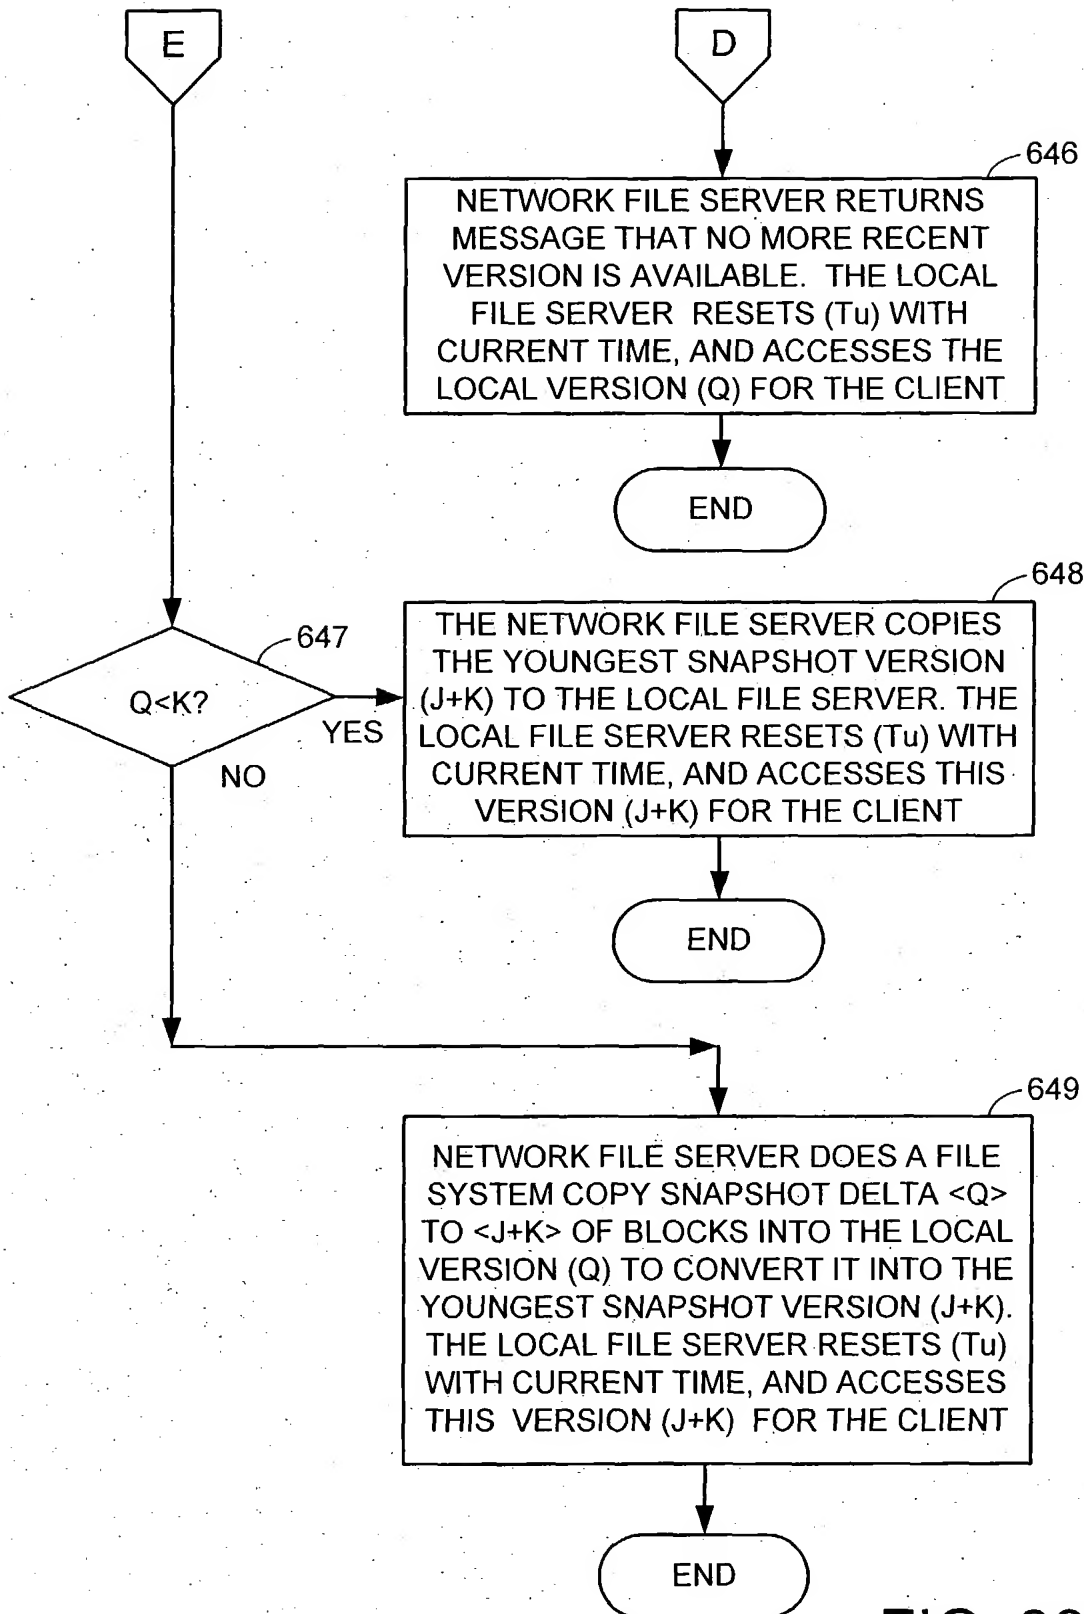 E
D
646
NETWORK FILE SERVER RETURNS
MESSAGE THAT NO MORE RECENT
VERSION IS AVAILABLE. THE LOCAL
FILE SERVER RESETS (Tu) WITH
CURRENT TIME, AND ACCESSES THE
LOCAL VERSION (Q) FOR THE CLIENT
END
647
Q<K?
YES
NO
648
THE NETWORK FILE SERVER COPIES
THE YOUNGEST SNAPSHOT VERSION
(J+K) TO THE LOCAL FILE SERVER. THE
LOCAL FILE SERVER RESETS (Tu) WITH
CURRENT TIME, AND ACCESSES THIS
VERSION (J+K) FOR THE CLIENT
END
649
NETWORK FILE SERVER DOES A FILE
SYSTEM COPY SNAPSHOT DELTA <Q>
TO <J+K> OF BLOCKS INTO THE LOCAL
VERSION (Q) TO CONVERT IT INTO THE
YOUNGEST SNAPSHOT VERSION (J+K).
THE LOCAL FILE SERVER RESETS (Tu)
WITH CURRENT TIME, AND ACCESSES
THIS VERSION (J+K) FOR THE CLIENT
END